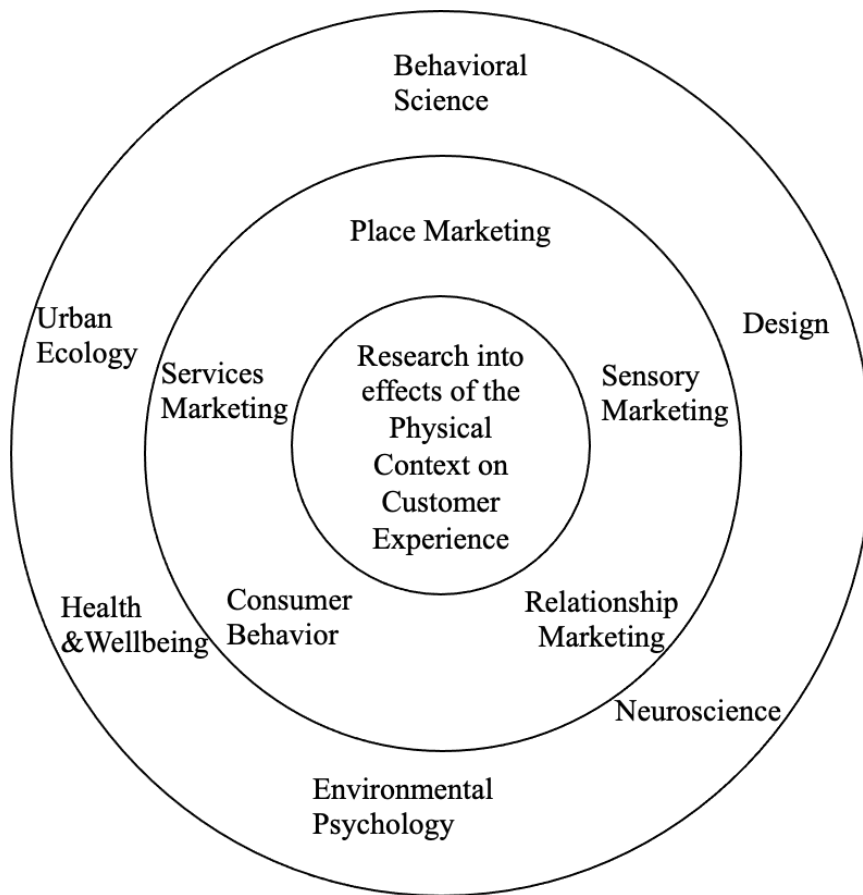 Behavioral
Science
Place Marketing
Urban
Ecology
Design
Services
Marketing
Research into
effects of the
Physical
Context on
Customer
Experience
Sensory
Marketing
Health
&Wellbeing
Consumer
Behavior
Relationship
Marketing
Neuroscience
Environmental
Psychology